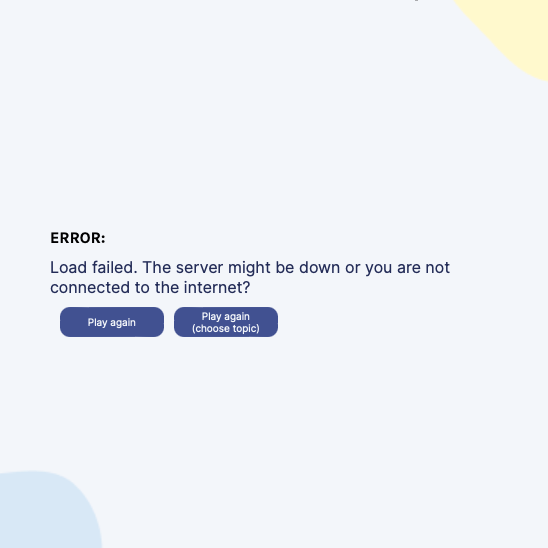 ERROR:
Load failed. The server might be down or you are not
connected to the internet?
Play again
Play again
(choose topic)